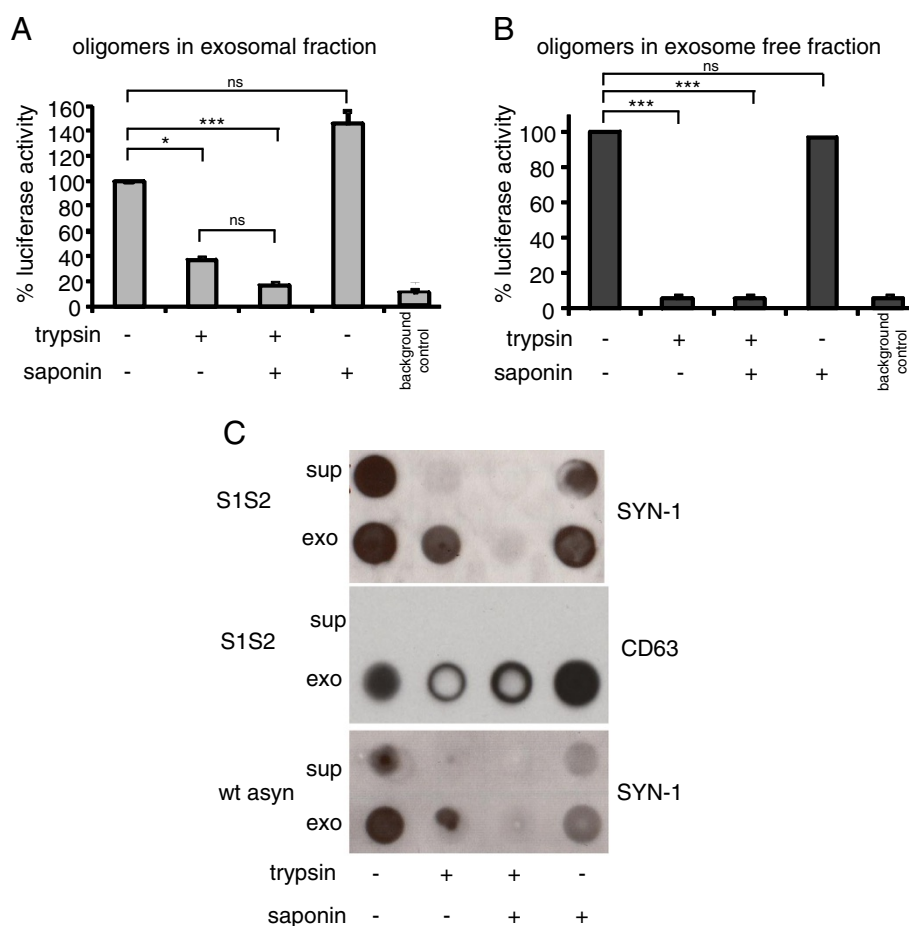 A
oligomers in exosomal fraction
ns
***
*
ns
% luciferase activity
160
140
120
100
80
60
40
20
0
trypsin - + + -
saponin - - + +
background control
B
oligomers in exosome free fraction
ns
***
***
% luciferase activity
100
80
60
40
20
0
trypsin - + + -
saponin - - + +
background control
C
S1S2
sup
exo
SYN-1
S1S2
sup
exo
CD63
wt asyn
sup
exo
SYN-1
trypsin - + + -
saponin - - + +